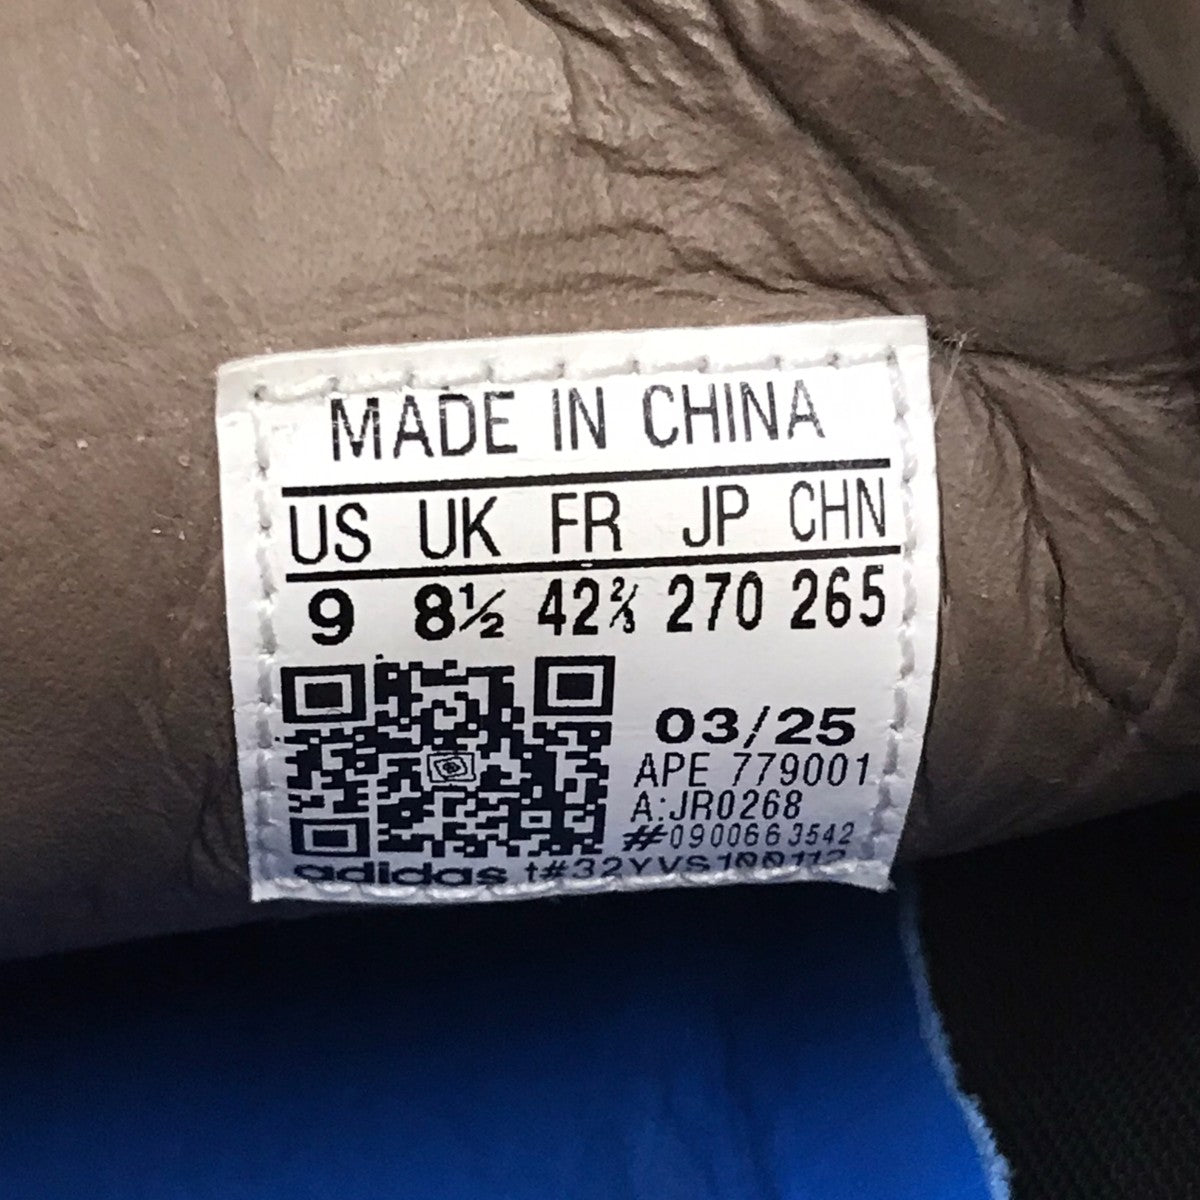 MADE IN CHINA
US UK FR JP CHN
9 8½ 42⅔ 270 265
03/25
APE 779001
A:JR0268
#0900663542
adidas t#32YVS100112